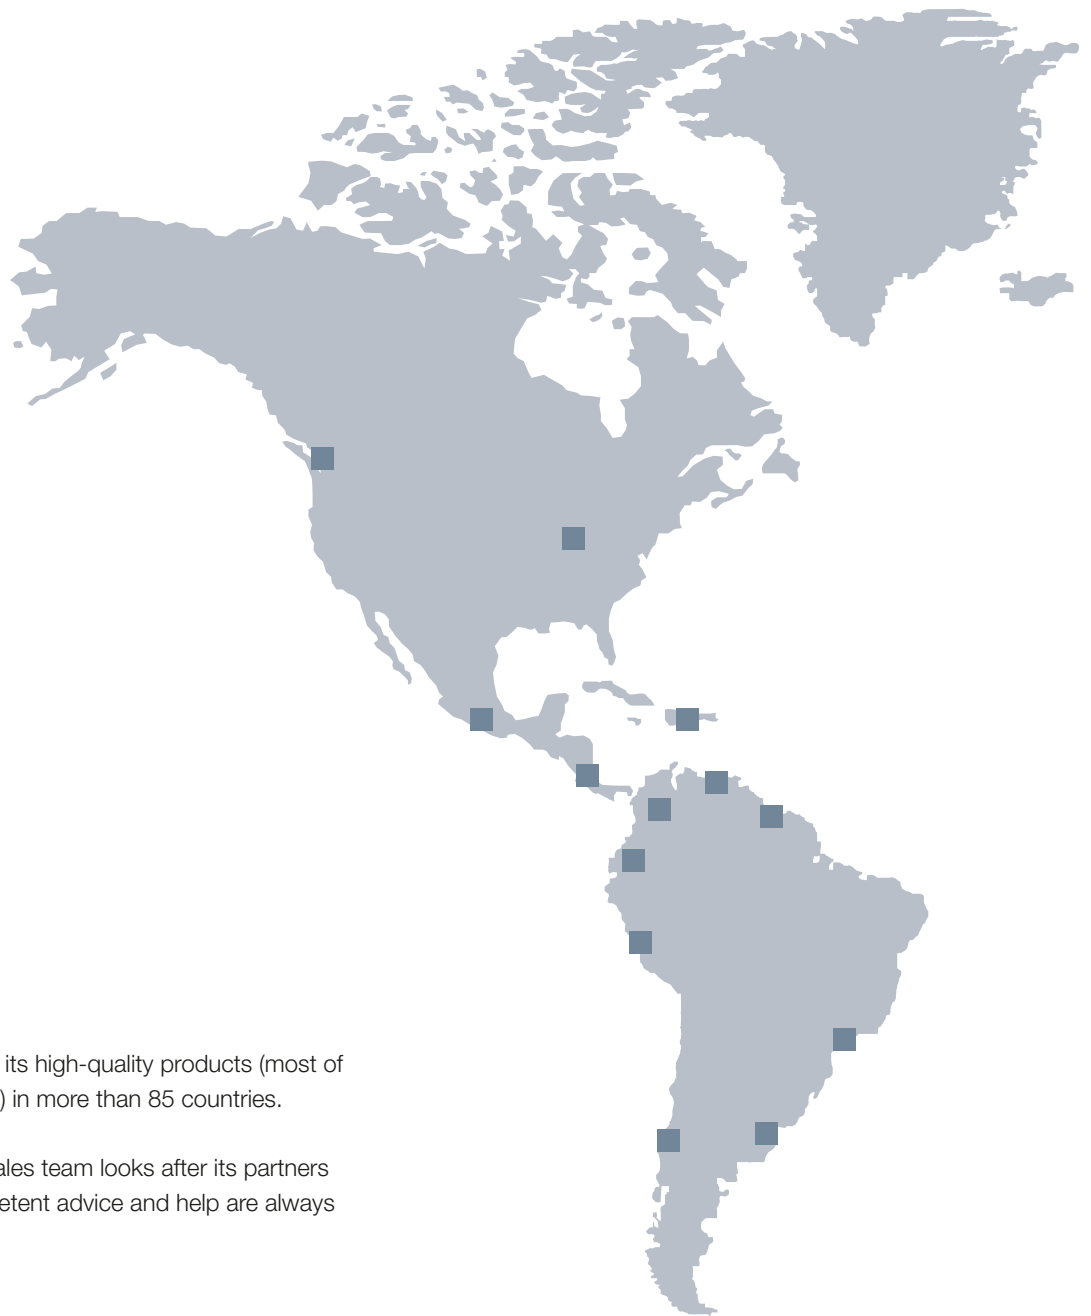 its high-quality products (most of
) in more than 85 countries.
ales team looks after its partners
etent advice and help are always